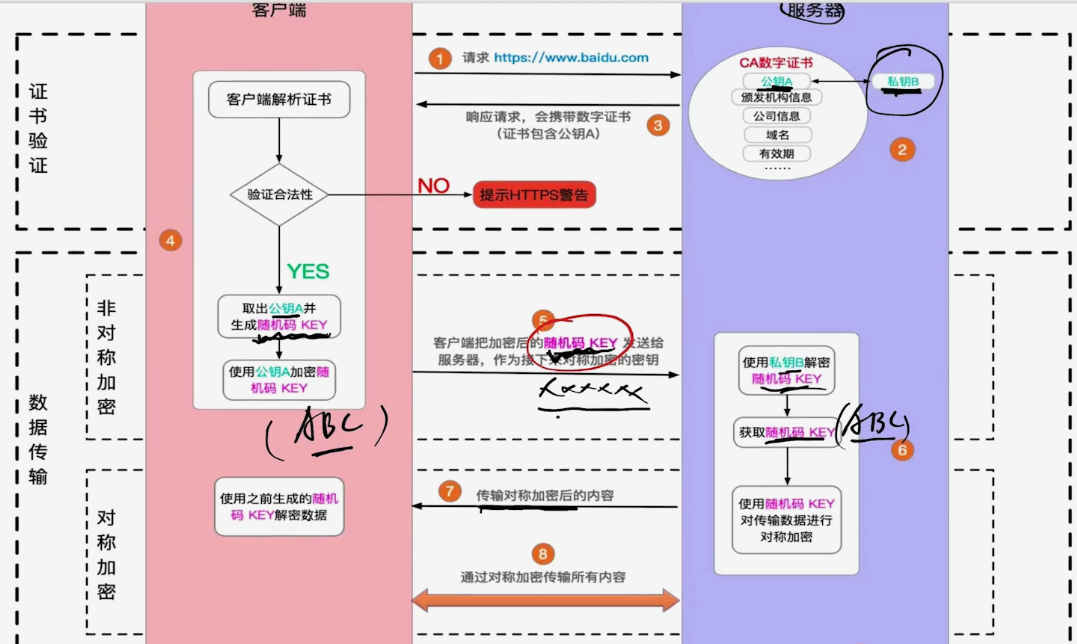 客户端
服务器
证书验证
1
请求 https://www.baidu.com
CA数字证书
公钥A
私钥B
颁发机构信息
公司信息
域名
有效期
······
2
客户端解析证书
响应请求，会携带数字证书
（证书包含公钥A）
3
验证合法性
NO
提示HTTPS警告
4
YES
数据传输
非对称加密
取出公钥A并
生成随机码 KEY
使用公钥A加密随
机码 KEY
(ABC)
5
客户端把加密后的随机码 KEY 发送给
服务器，作为接下来对称加密的密钥
xxxxxx
使用私钥B解密
随机码 KEY
获取随机码 KEY
(ABC)
6
对称加密
使用之前生成的随机
码 KEY解密数据
7
传输对称加密后的内容
使用随机码 KEY
对传输数据进行
对称加密
8
通过对称加密传输所有内容